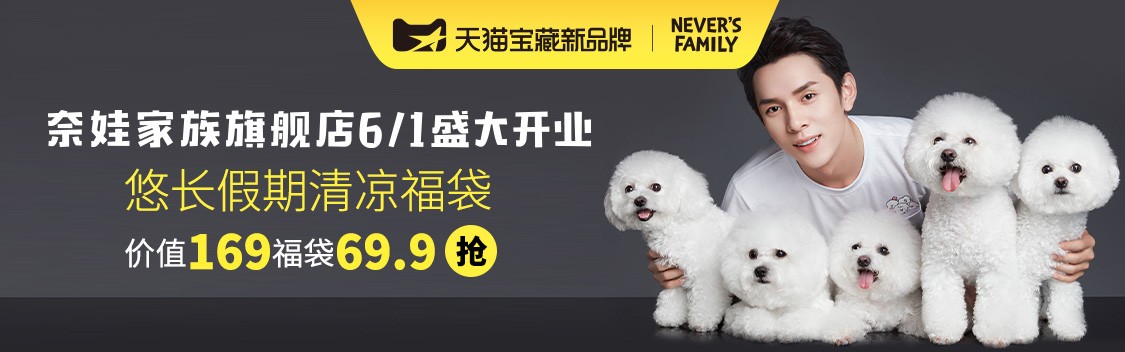 天猫宝藏新品牌
NEVER'S
FAMILY
奈娃家族旗舰店6/1盛大开业
悠长假期清凉福袋
价值169福袋69.9 抢